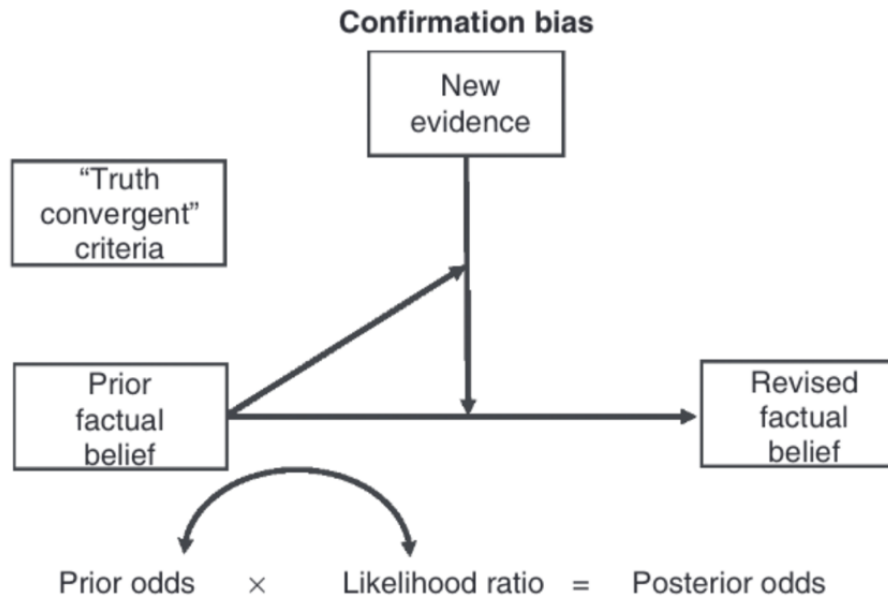 Confirmation bias
New
evidence
“Truth
convergent”
criteria
Prior
factual
belief
Revised
factual
belief
Prior odds × Likelihood ratio = Posterior odds